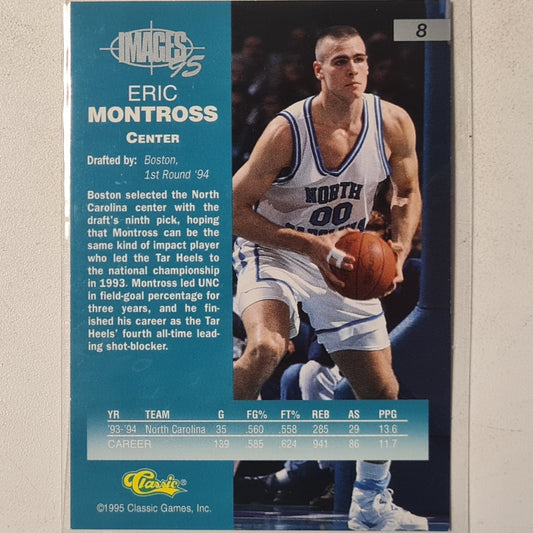 8
IMAGES
95
ERIC
MONTROSS
CENTER
Drafted by: Boston,
1st Round '94
Boston selected the North
Carolina center with the
draft's ninth pick, hoping
that Montross can be the
same kind of impact player
who led the Tar Heels to
the national championship
in 1993. Montross led UNC
in field-goal percentage for
three years, and he fin-
ished his career as the Tar
Heels' fourth all-time lead-
ing shot-blocker.
NORTH
00
CAROLINA
YR TEAM G FG% FT% REB AS PPG
'93-'94 North Carolina 35 .560 .558 285 29 13.6
CAREER 139 .585 .624 941 86 11.7
Classic®
©1995 Classic Games, Inc.